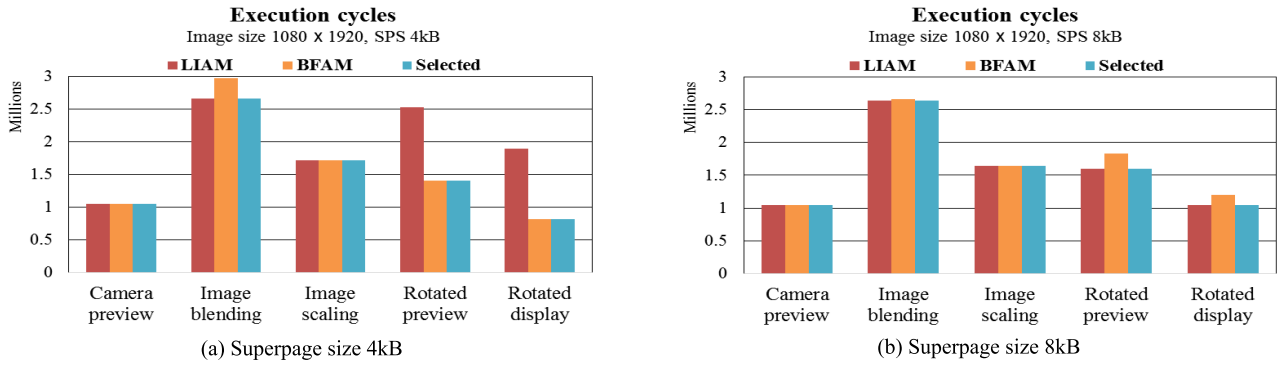 Execution cycles
Image size 1080 x 1920, SPS 4kB
LIAM BFAM Selected
Millions
3
2.5
2
1.5
1
0.5
0
Camera preview
Image blending
Image scaling
Rotated preview
Rotated display
(a) Superpage size 4kB
Execution cycles
Image size 1080 x 1920, SPS 8kB
LIAM BFAM Selected
Millions
3
2.5
2
1.5
1
0.5
0
Camera preview
Image blending
Image scaling
Rotated preview
Rotated display
(b) Superpage size 8kB